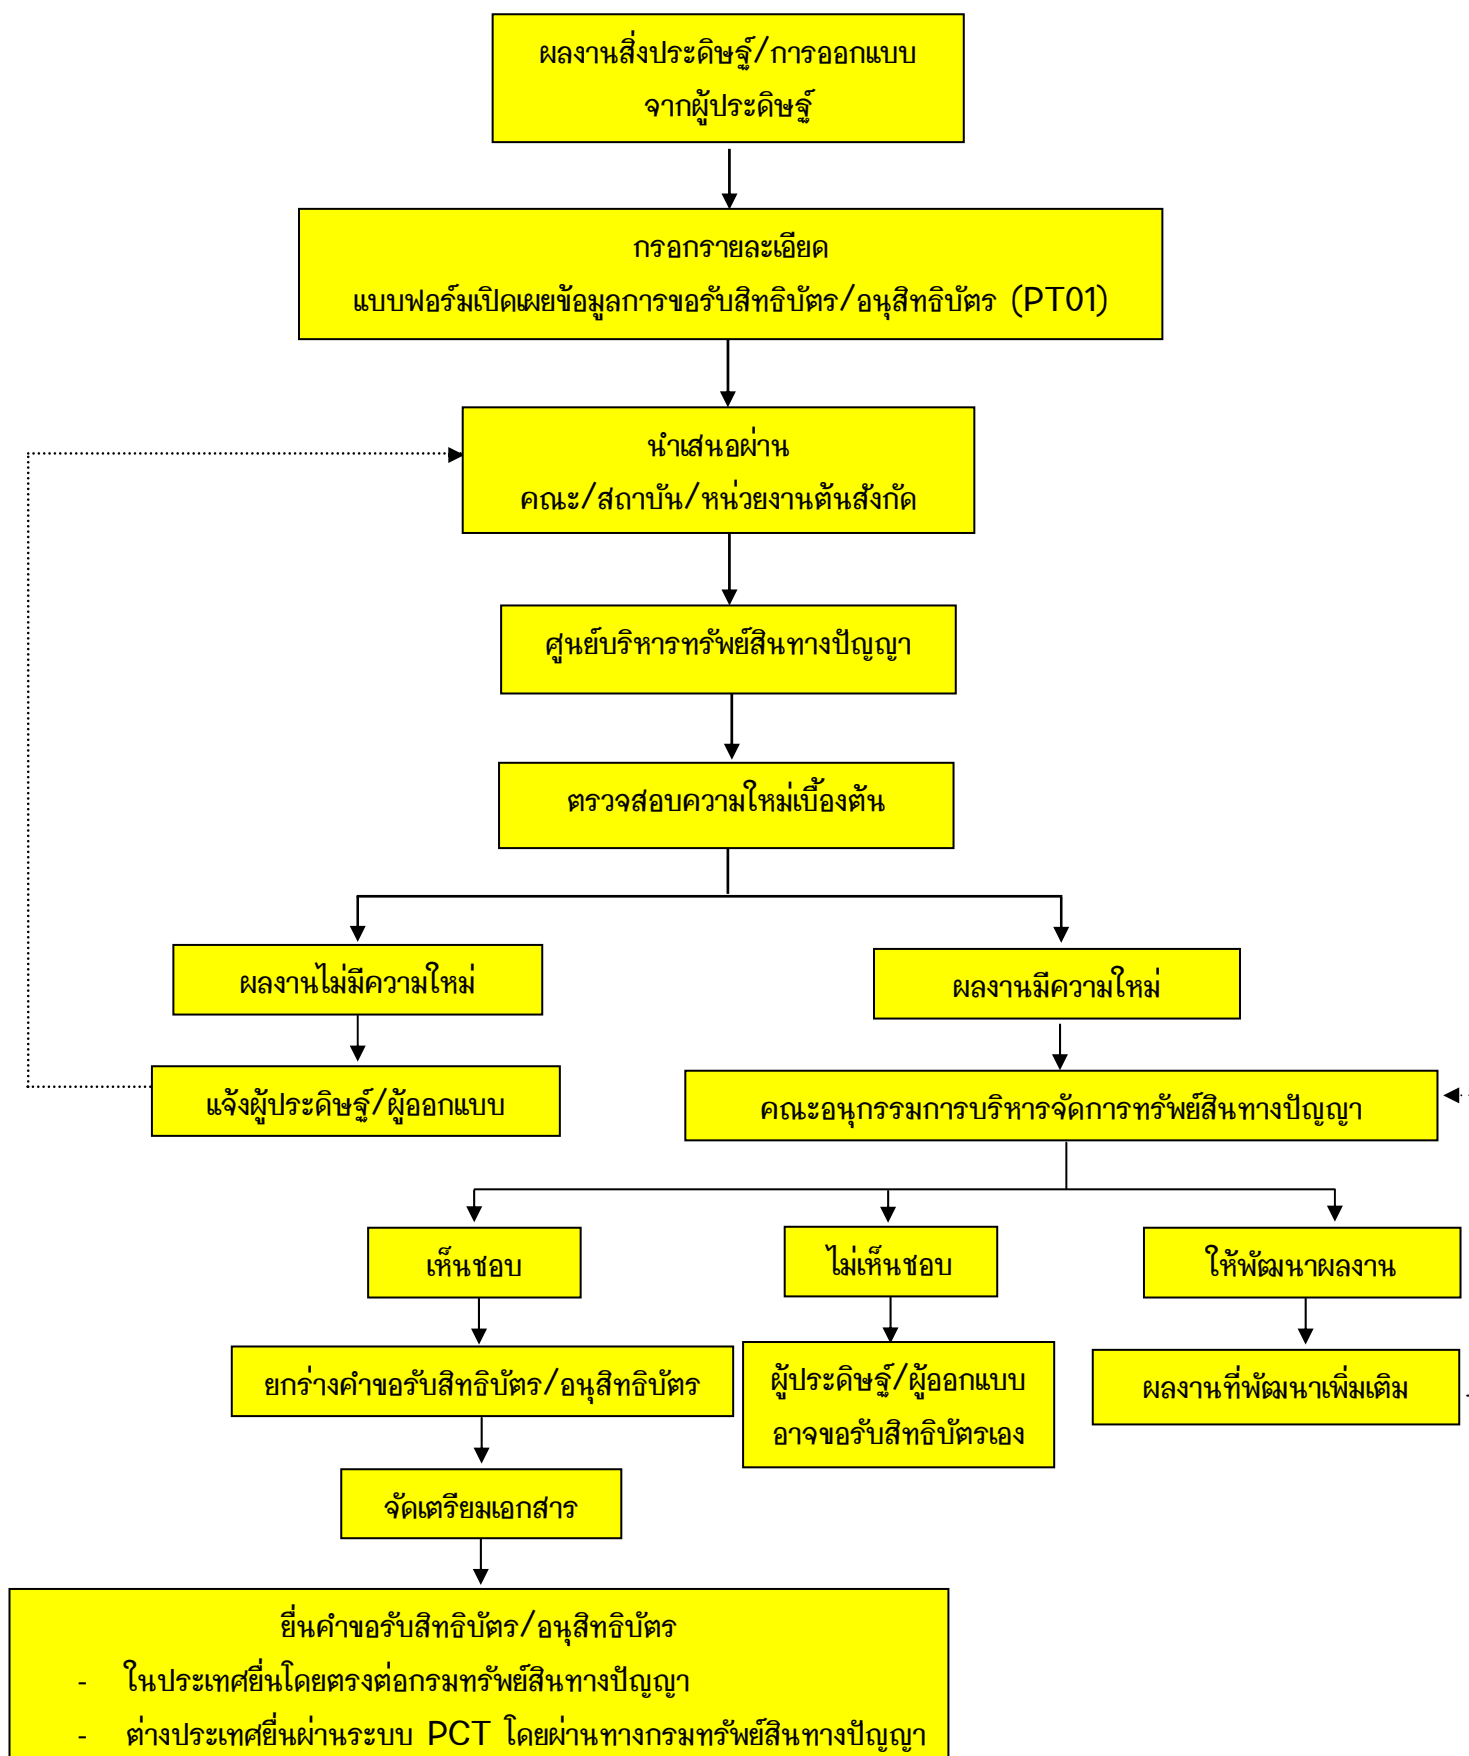 ผลงานสิ่งประดิษฐ์/การออกแบบ
จากผู้ประดิษฐ์
กรอกรายละเอียด
แบบฟอร์มเปิดเผยข้อมูลการขอรับสิทธิบัตร/อนุสิทธิบัตร (PT01)
นำเสนอผ่าน
คณะ/สถาบัน/หน่วยงานต้นสังกัด
ศูนย์บริหารทรัพย์สินทางปัญญา
ตรวจสอบความใหม่เบื้องต้น
ผลงานไม่มีความใหม่
ผลงานมีความใหม่
แจ้งผู้ประดิษฐ์/ผู้ออกแบบ
คณะอนุกรรมการบริหารจัดการทรัพย์สินทางปัญญา
เห็นชอบ
ไม่เห็นชอบ
ให้พัฒนาผลงาน
ยกร่างคำขอรับสิทธิบัตร/อนุสิทธิบัตร
ผู้ประดิษฐ์/ผู้ออกแบบ
อาจขอรับสิทธิบัตรเอง
ผลงานที่พัฒนาเพิ่มเติม
จัดเตรียมเอกสาร
ยื่นคำขอรับสิทธิบัตร/อนุสิทธิบัตร
- ในประเทศยื่นโดยตรงต่อกรมทรัพย์สินทางปัญญา
- ต่างประเทศยื่นผ่านระบบ PCT โดยผ่านทางกรมทรัพย์สินทางปัญญา